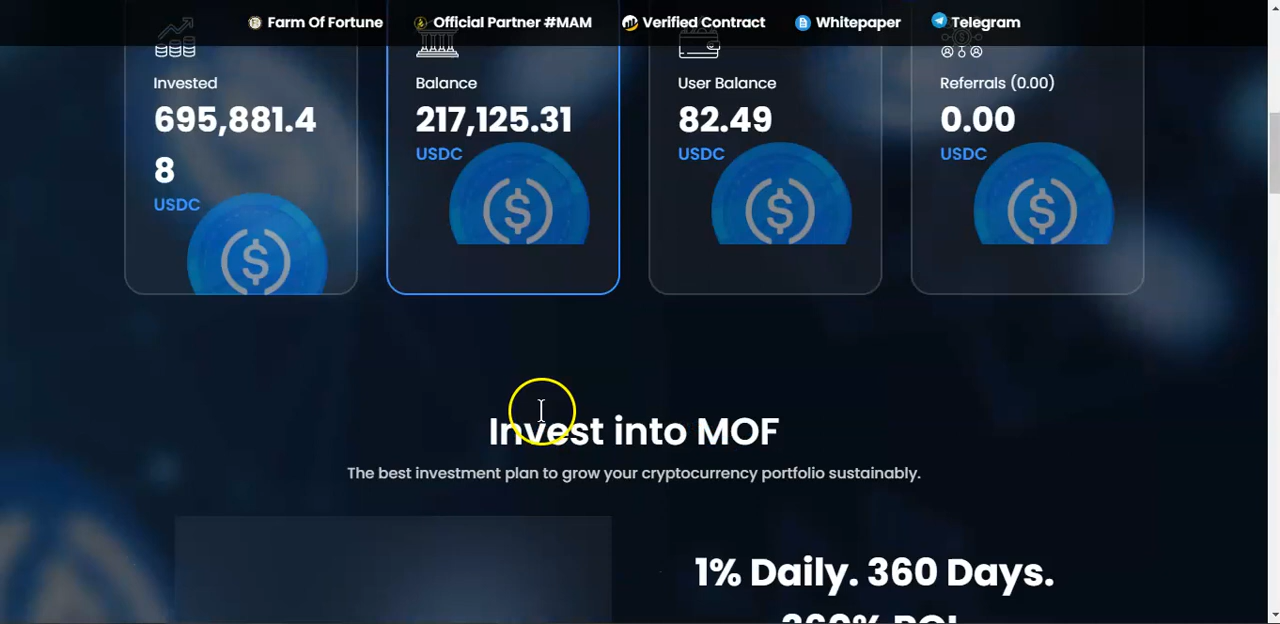 Farm Of Fortune Official Partner #MAM Verified Contract Whitepaper Telegram
Invested
695,881.4
8
USDC
Balance
217,125.31
USDC
User Balance
82.49
USDC
Referrals (0.00)
0.00
USDC
Invest into MOF
The best investment plan to grow your cryptocurrency portfolio sustainably.
1% Daily. 360 Days.
360% ROI